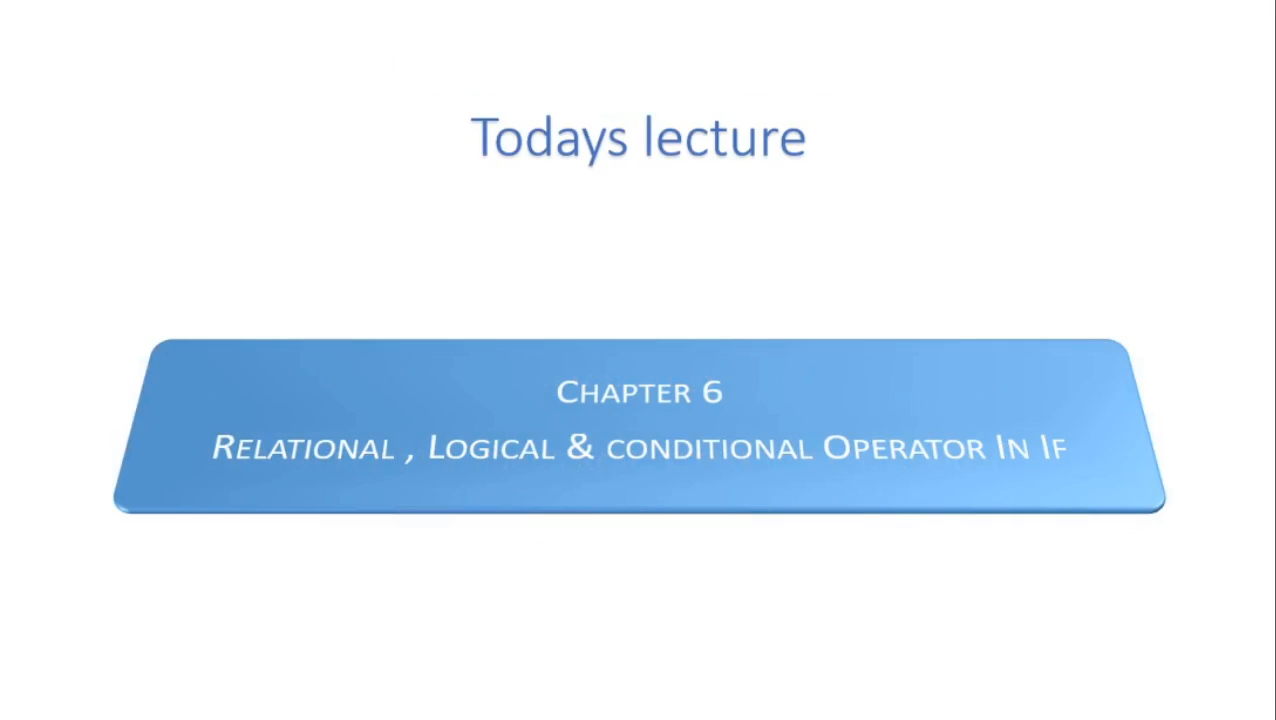 Todays lecture
Chapter 6
Relational , Logical & conditional Operator In If